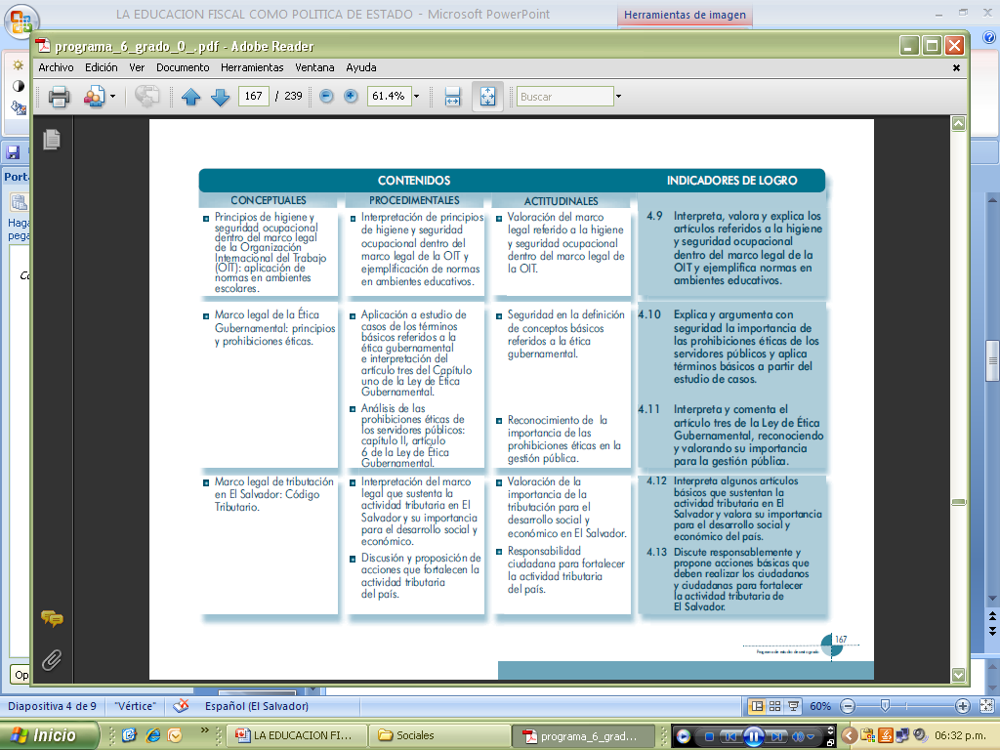 LA EDUCACION FISCAL COMO POLITICA DE ESTADO - Microsoft PowerPoint
Herramientas de imagen
programa_6_grado_0_.pdf - Adobe Reader
Archivo Edición Ver Documento Herramientas Ventana Ayuda
167 / 239 61.4% Buscar
Port
Haga
pega
CONTENIDOS
INDICADORES DE LOGRO
CONCEPTUALES
PROCEDIMENTALES
ACTITUDINALES
Principios de higiene y
seguridad ocupacional
dentro del marco legal
de la Organización
Internacional del Trabajo
(OIT): aplicación de
normas en ambientes
escolares.
Interpretación de principios
de higiene y seguridad
ocupacional dentro del
marco legal de la OIT y
ejemplificación de normas
en ambientes educativos.
Valoración del marco
legal referido a la higiene
y seguridad ocupacional
dentro del marco legal de
la OIT.
4.9 Interpreta, valora y explica los
artículos referidos a la higiene
y seguridad ocupacional
dentro del marco legal de la
OIT y ejemplifica normas en
ambientes educativos.
Marco legal de la Ética
Gubernamental: principios
y prohibiciones éticas.
Aplicación a estudio de
casos de los términos
básicos referidos a la
ética gubernamental
e interpretación del
artículo tres del Capítulo
uno de la Ley de Ética
Gubernamental.
Análisis de las
prohibiciones éticas de
los servidores públicos:
capítulo II, artículo
6 de la Ley de Ética
Gubernamental.
Seguridad en la definición
de conceptos básicos
referidos a la ética
gubernamental.
Reconocimiento de la
importancia de las
prohibiciones éticas en la
gestión pública.
4.10 Explica y argumenta con
seguridad la importancia de
las prohibiciones éticas de los
servidores públicos y aplica
términos básicos a partir del
estudio de casos.
4.11 Interpreta y comenta el
artículo tres de la Ley de Ética
Gubernamental, reconociendo
y valorando su importancia
para la gestión pública.
Marco legal de tributación
en El Salvador: Código
Tributario.
Interpretación del marco
legal que sustenta la
actividad tributaria en El
Salvador y su importancia
para el desarrollo social y
económico.
Discusión y proposición de
acciones que fortalecen la
actividad tributaria
del país.
Valoración de la
importancia de la
tributación para el
desarrollo social y
económico en El Salvador.
Responsabilidad
ciudadana para fortalecer
la actividad tributaria
del país.
4.12 Interpreta algunos artículos
básicos que sustentan la
actividad tributaria en El
Salvador y valora su importancia
para el desarrollo social y
económico del país.
4.13 Discute responsablemente y
propone acciones básicas que
deben realizar los ciudadanos
y ciudadanas para fortalecer
la actividad tributaria de
El Salvador.
167
Programa de estudio de sexto grado
Op
Diapositiva 4 de 9 "Vértice" Español (El Salvador) 60%
Inicio LA EDUCACION FI... Sociales programa_6_grad... 06:32 p.m.